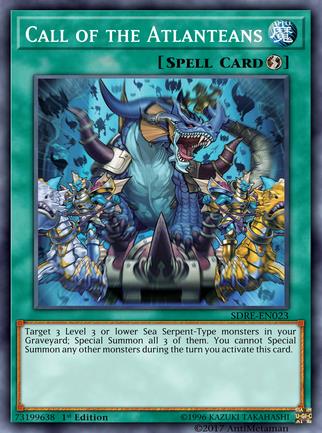 CALL OF THE ATLANTEANS
[SPELL CARD]
SDRE-EN023
Target 3 Level 3 or lower Sea Serpent-Type monsters in your
Graveyard; Special Summon all 3 of them. You cannot Special
Summon any other monsters during the turn you activate this card.
73199638 1st Edition ©1996 KAZUKI TAKAHASHI
©2017 AntiMetaman